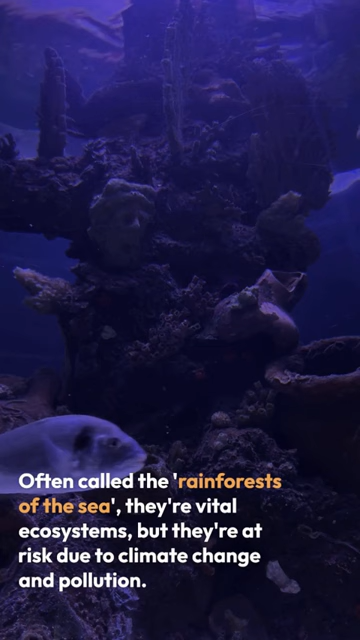 Often called the 'rainforests
of the sea', they're vital
ecosystems, but they're at
risk due to climate change
and pollution.